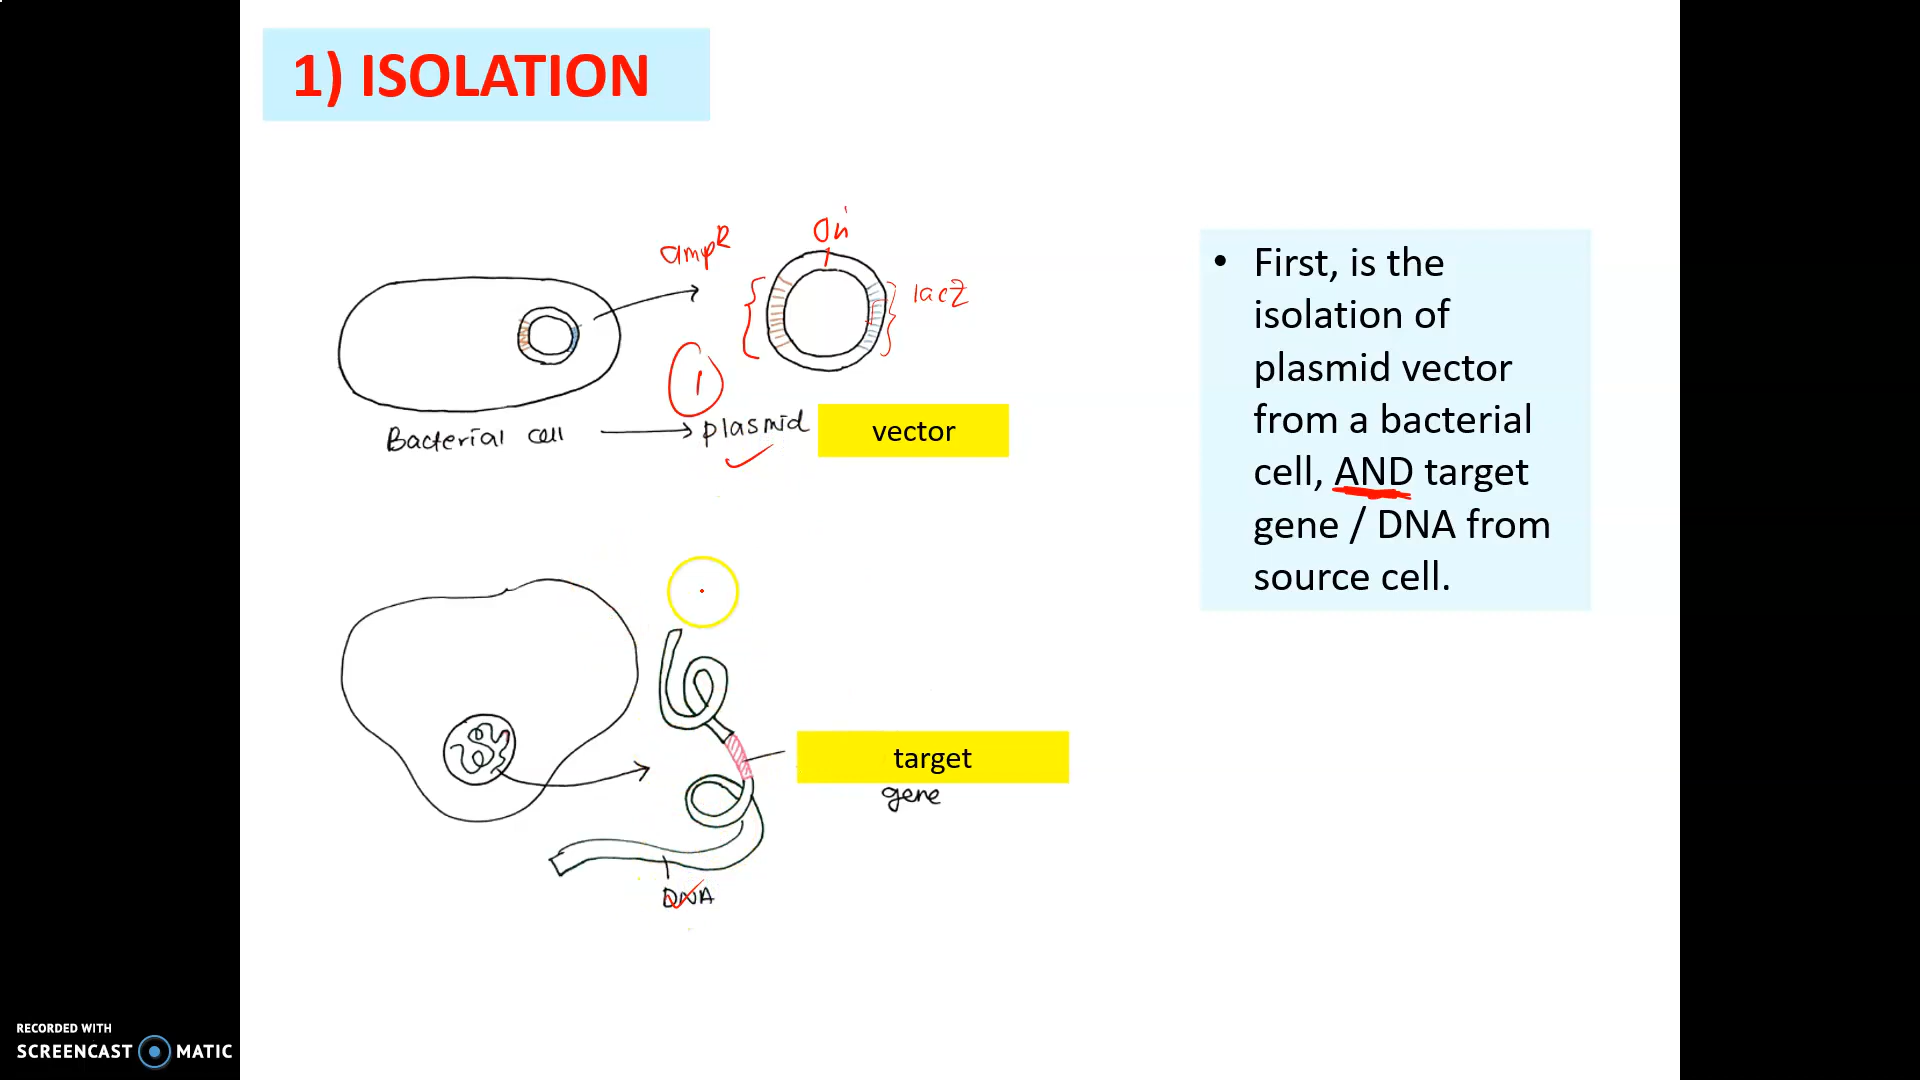 1) ISOLATION
ampR
Ori
lacZ
1
Bacterial cell
plasmid
vector
• First, is the
isolation of
plasmid vector
from a bacterial
cell, AND target
gene / DNA from
source cell.
target
gene
DNA
RECORDED WITH
SCREENCAST MATIC